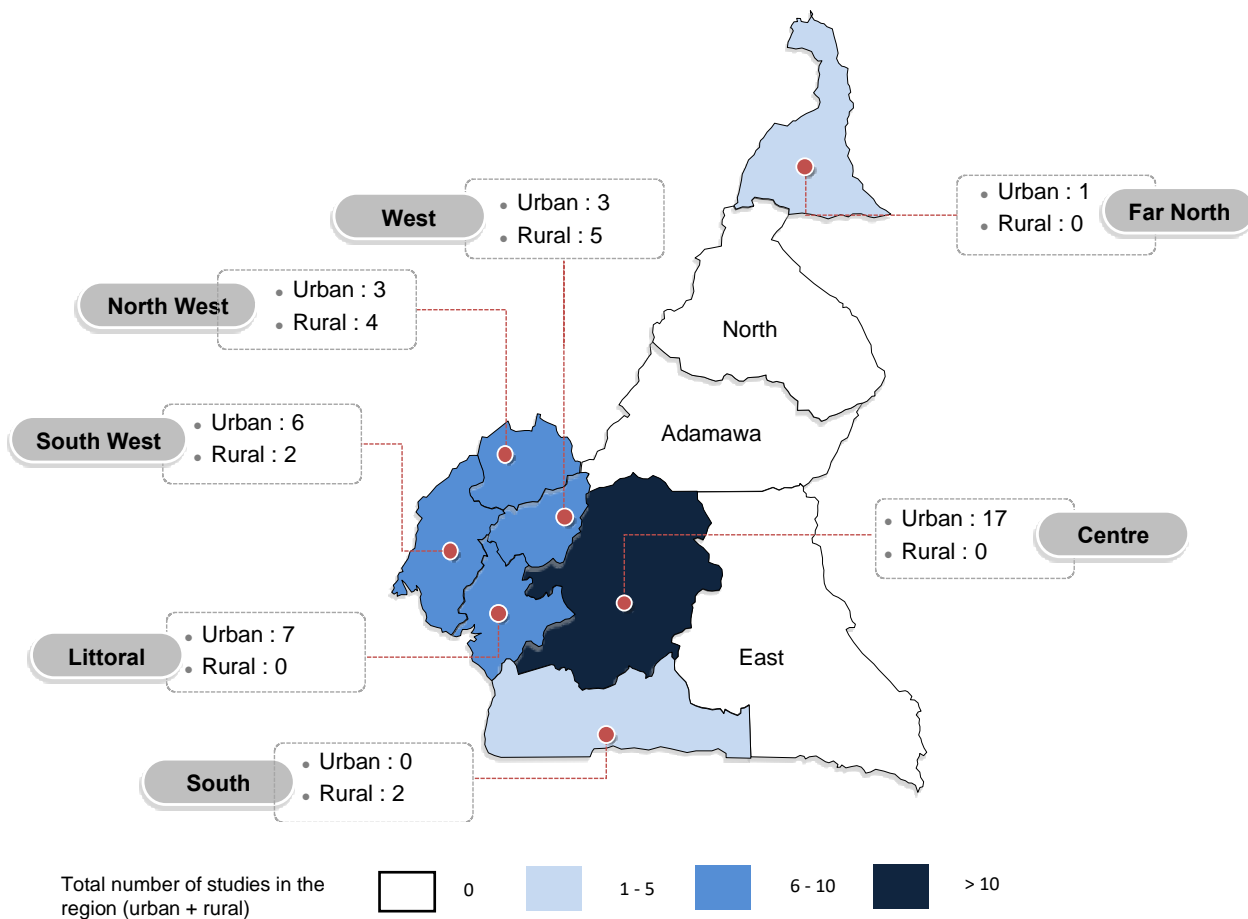 West
• Urban : 3
• Rural : 5
• Urban : 1
• Rural : 0
Far North
North West
• Urban : 3
• Rural : 4
North
South West
• Urban : 6
• Rural : 2
Adamawa
• Urban : 17
• Rural : 0
Centre
Littoral
• Urban : 7
• Rural : 0
East
South
• Urban : 0
• Rural : 2
Total number of studies in the
region (urban + rural)
0
1 - 5
6 - 10
> 10